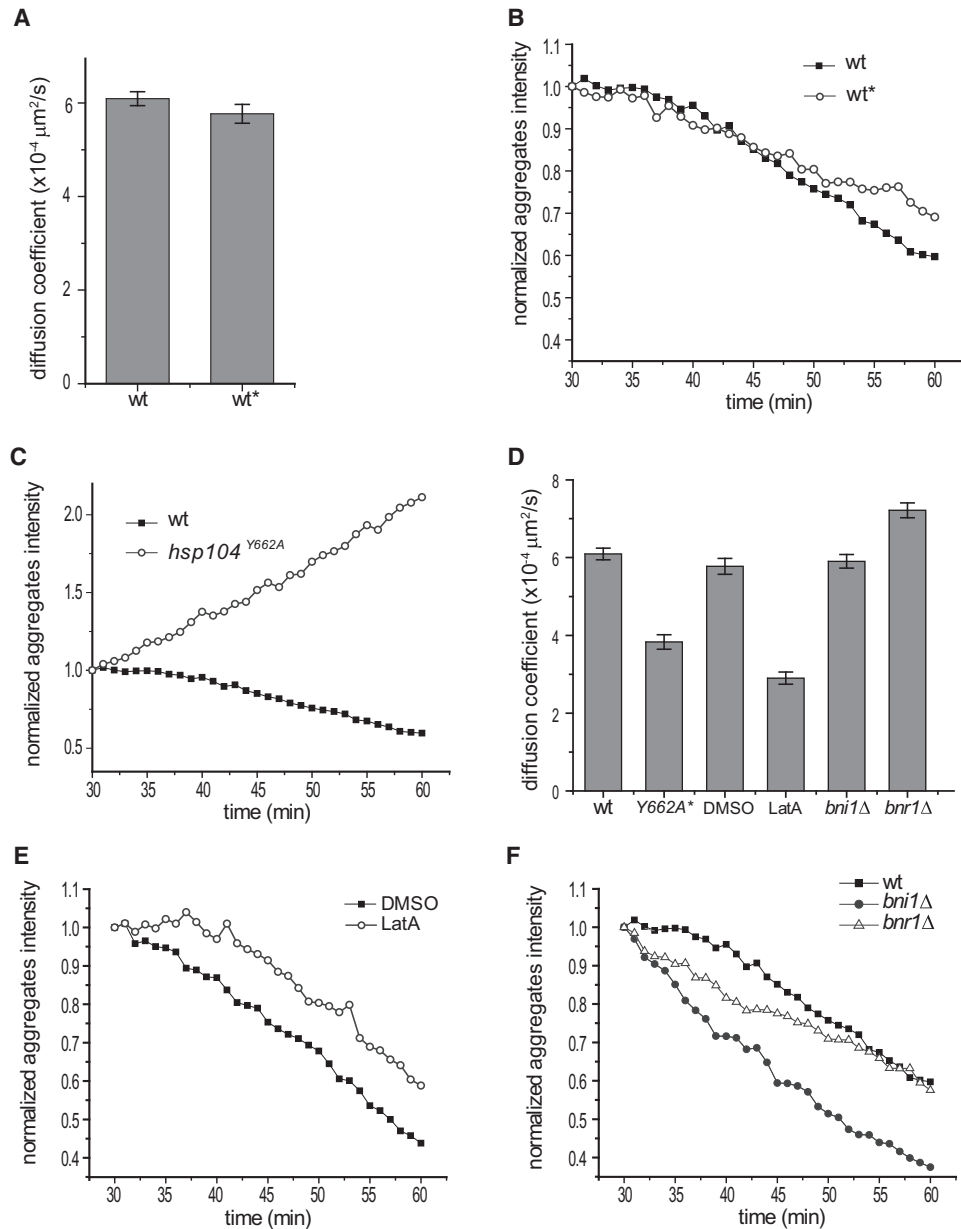 A
diffusion coefficient (x10⁻⁴ μm²/s)
6
4
2
0
wt
wt*
B
normalized aggregates intensity
1.1
1.0
0.9
0.8
0.7
0.6
0.5
0.4
wt
wt*
30 35 40 45 50 55 60
time (min)
C
normalized aggregates intensity
2.0
1.5
1.0
0.5
wt
hsp104 Y662A
30 35 40 45 50 55 60
time (min)
D
diffusion coefficient (x10⁻⁴ μm²/s)
8
6
4
2
0
wt Y662A* DMSO LatA bni1Δ bnr1Δ
E
normalized aggregates intensity
1.1
1.0
0.9
0.8
0.7
0.6
0.5
0.4
DMSO
LatA
30 35 40 45 50 55 60
time (min)
F
normalized aggregates intensity
1.1
1.0
0.9
0.8
0.7
0.6
0.5
0.4
wt
bni1Δ
bnr1Δ
30 35 40 45 50 55 60
time (min)